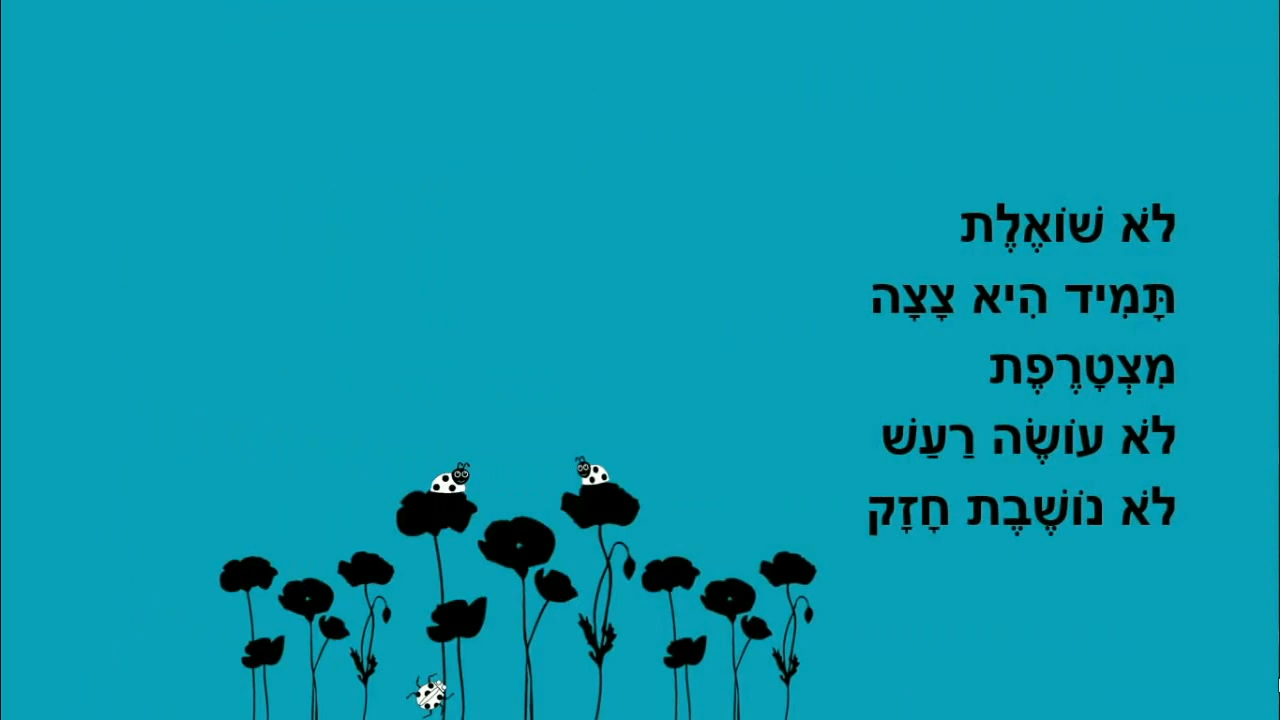 לֹא שׁוֹאֶלֶת
תָּמִיד הִיא צָצָה
מִצְטָרֶפֶת
לֹא עוֹשֶׂה רַעַשׁ
לֹא נוֹשֶׁבֶת חָזָק